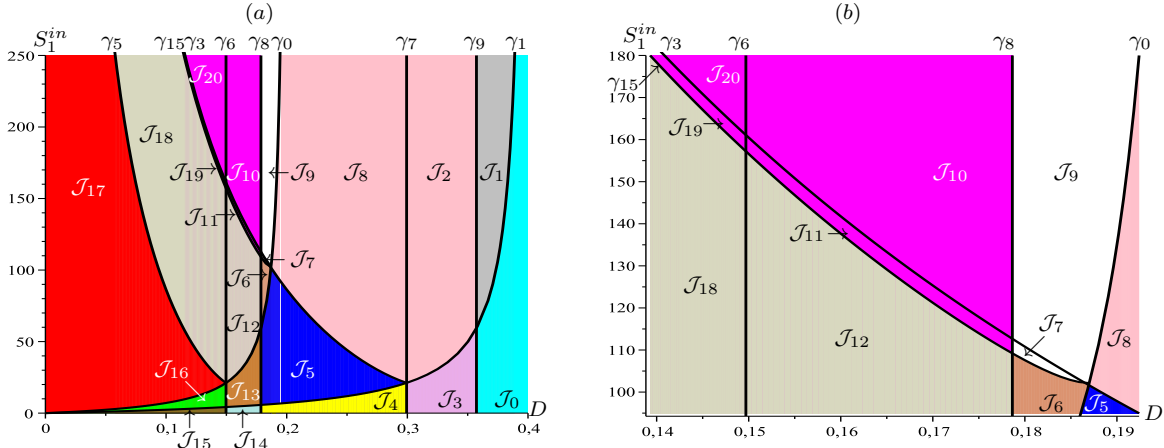 (a) (b)
S₁ⁱⁿ γ₅ γ₁₅ γ₃ γ₆ γ₈ γ₀ γ₇ γ₉ γ₁
250
200
150
100
50
0
𝒥₂₀
𝒥₁₈
𝒥₁₇ 𝒥₁₉ 𝒥₁₀ 𝒥₉ 𝒥₈ 𝒥₂ 𝒥₁
𝒥₁₁
𝒥₇
𝒥₆
𝒥₁₂
𝒥₁₆ 𝒥₅
𝒥₁₃ 𝒥₄ 𝒥₃ 𝒥₀ D
𝒥₁₅ 𝒥₁₄
0 0,1 0,2 0,3 0,4
S₁ⁱⁿ γ₃ γ₆ γ₈ γ₀
γ₁₅ 𝒥₂₀
170
160
150
140
130
120
110
100
180
𝒥₁₉
𝒥₁₀ 𝒥₉
𝒥₁₁
𝒥₁₈
𝒥₁₂ 𝒥₇ 𝒥₈
𝒥₆ 𝒥₅ D
0,14 0,15 0,16 0,17 0,18 0,19